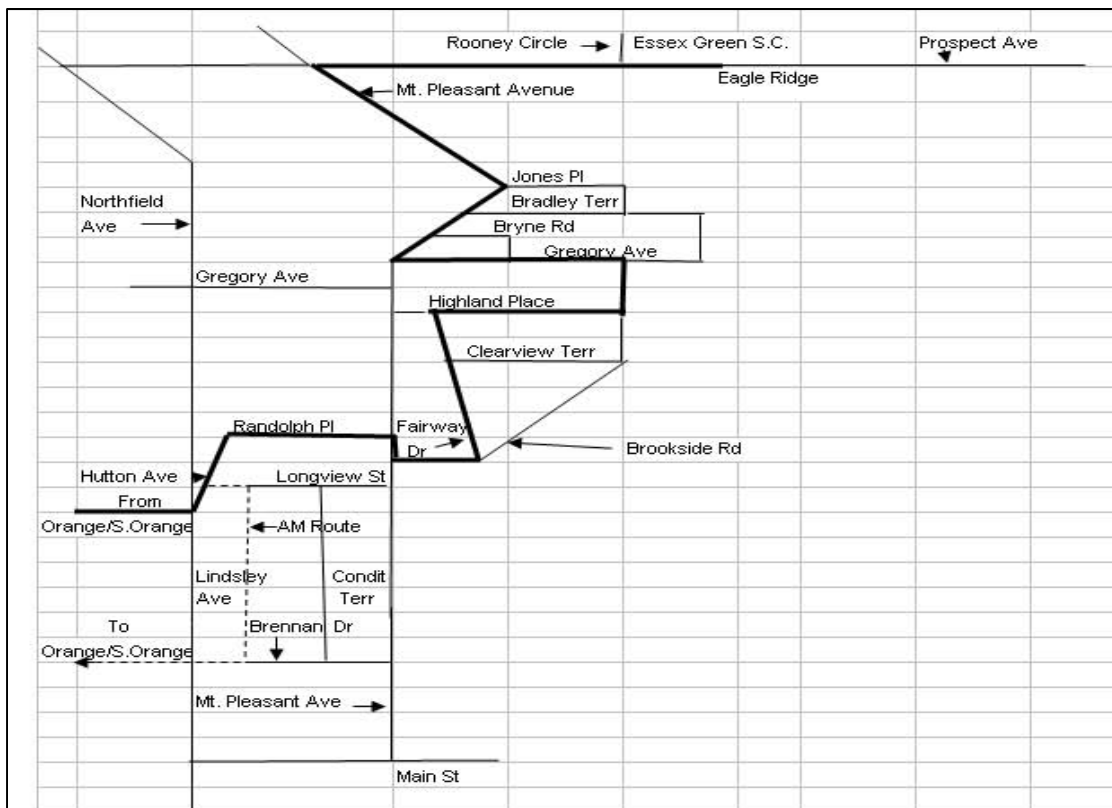 Rooney Circle
Essex Green S.C.
Prospect Ave
Eagle Ridge
Mt. Pleasant Avenue
Jones Pl
Northfield
Ave
Bradley Terr
Bryne Rd
Gregory Ave
Gregory Ave
Highland Place
Clearview Terr
Randolph Pl
Fairway
Dr
Brookside Rd
Hutton Ave
Longview St
From
Orange/S.Orange
AM Route
Lindsley
Ave
Condit
Terr
To
Orange/S.Orange
Brennan Dr
Mt. Pleasant Ave
Main St